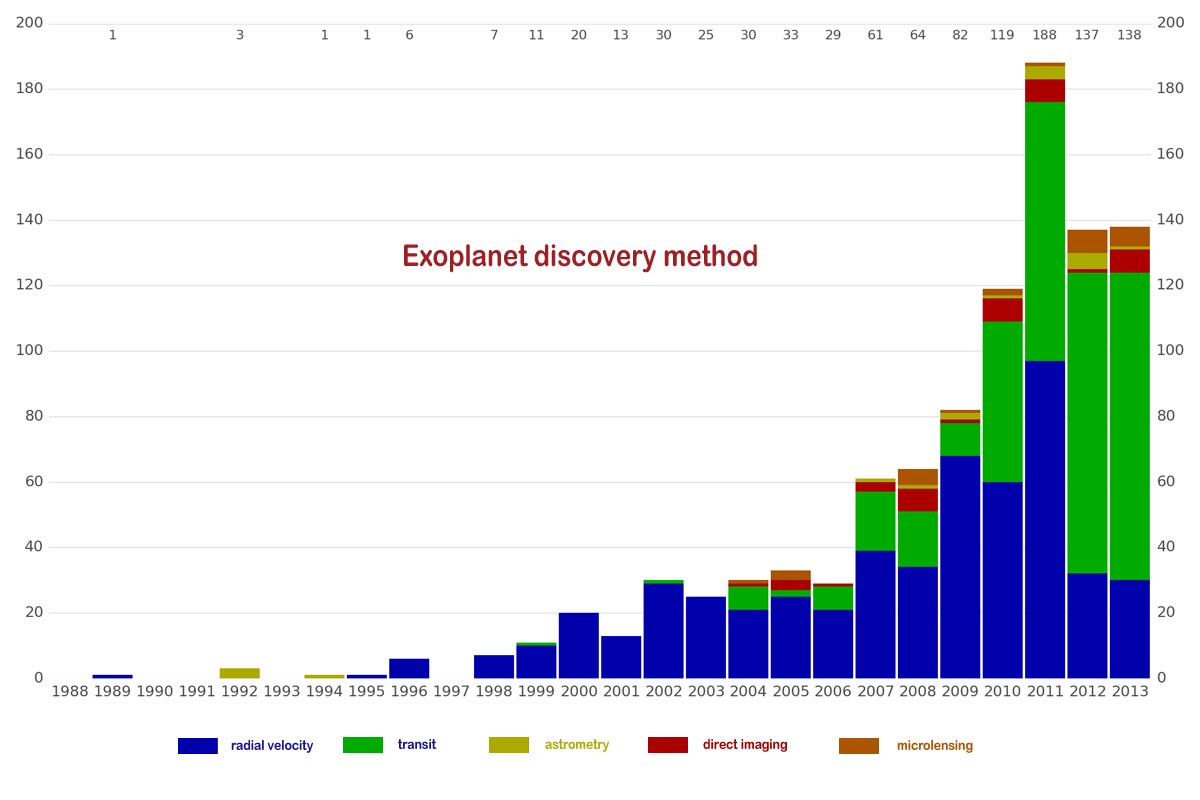 200 200
1 3 1 1 6 7 11 20 13 30 25 30 33 29 61 64 82 119 188 137 138
180 180
160 160
140 140
Exoplanet discovery method
120 120
100 100
80 80
60 60
40 40
20 20
0 0
1988 1989 1990 1991 1992 1993 1994 1995 1996 1997 1998 1999 2000 2001 2002 2003 2004 2005 2006 2007 2008 2009 2010 2011 2012 2013
radial velocity transit astrometry direct imaging microlensing